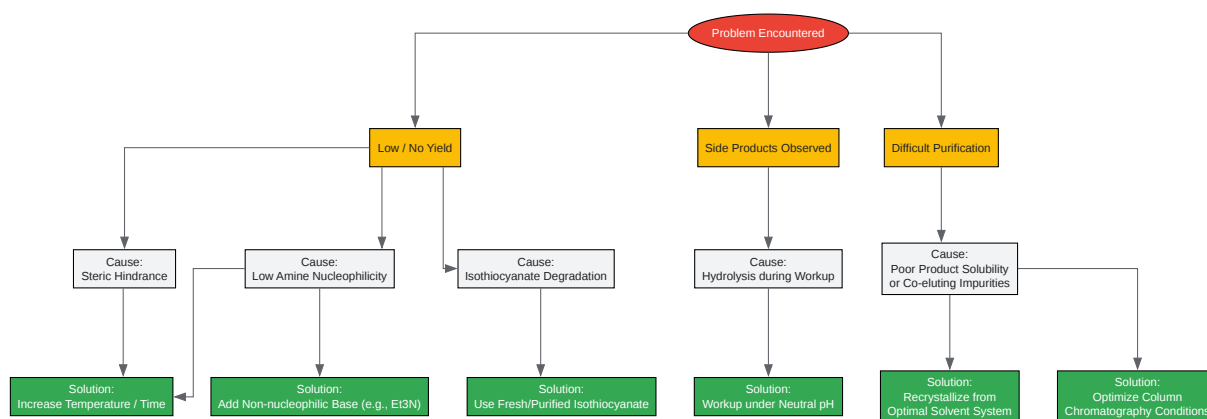 Problem Encountered
Low / No Yield
Side Products Observed
Difficult Purification
Cause:
Steric Hindrance
Cause:
Low Amine Nucleophilicity
Cause:
Isothiocyanate Degradation
Cause:
Hydrolysis during Workup
Cause:
Poor Product Solubility
or Co-eluting Impurities
Solution:
Increase Temperature / Time
Solution:
Add Non-nucleophilic Base (e.g., Et3N)
Solution:
Use Fresh/Purified Isothiocyanate
Solution:
Workup under Neutral pH
Solution:
Recrystallize from
Optimal Solvent System
Solution:
Optimize Column
Chromatography Conditions